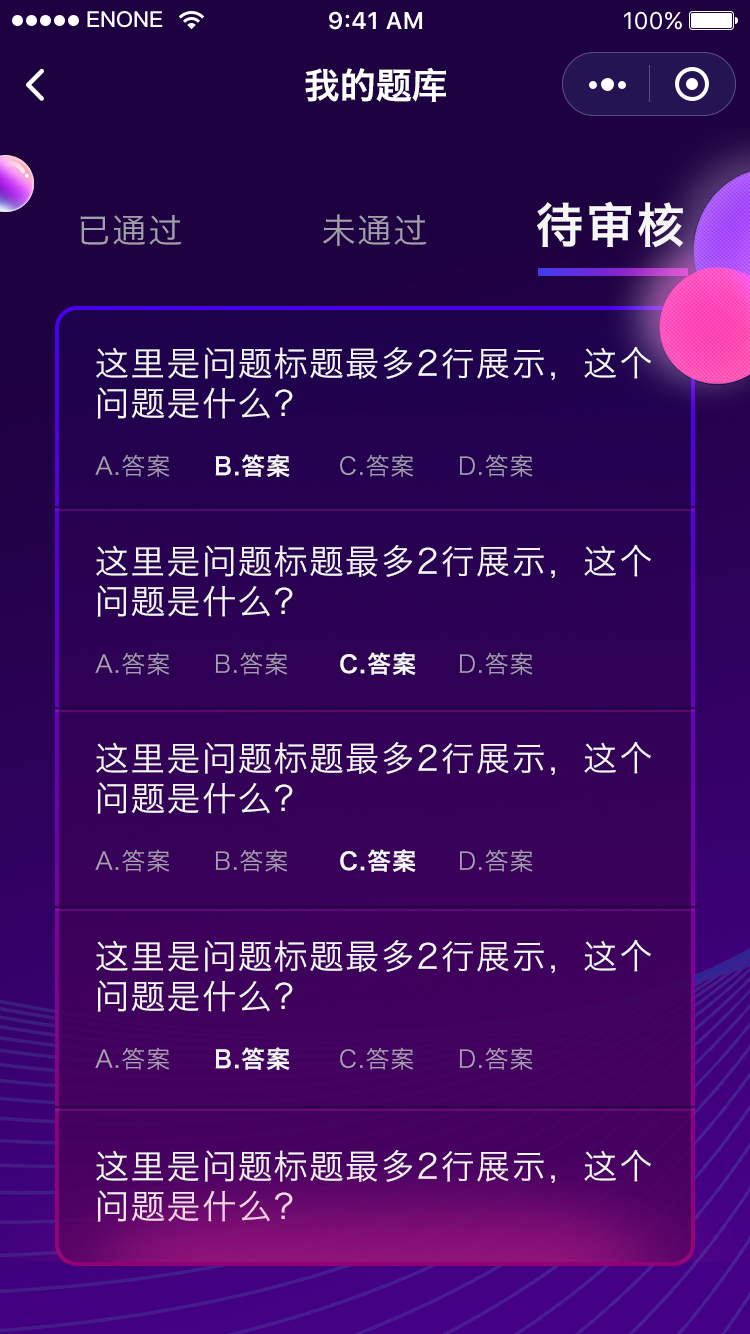 ENONE 9:41 AM 100%
我的题库
已通过 未通过 待审核
这里是问题标题最多2行展示，这个
问题是什么？
A.答案 B.答案 C.答案 D.答案
这里是问题标题最多2行展示，这个
问题是什么？
A.答案 B.答案 C.答案 D.答案
这里是问题标题最多2行展示，这个
问题是什么？
A.答案 B.答案 C.答案 D.答案
这里是问题标题最多2行展示，这个
问题是什么？
A.答案 B.答案 C.答案 D.答案
这里是问题标题最多2行展示，这个
问题是什么？